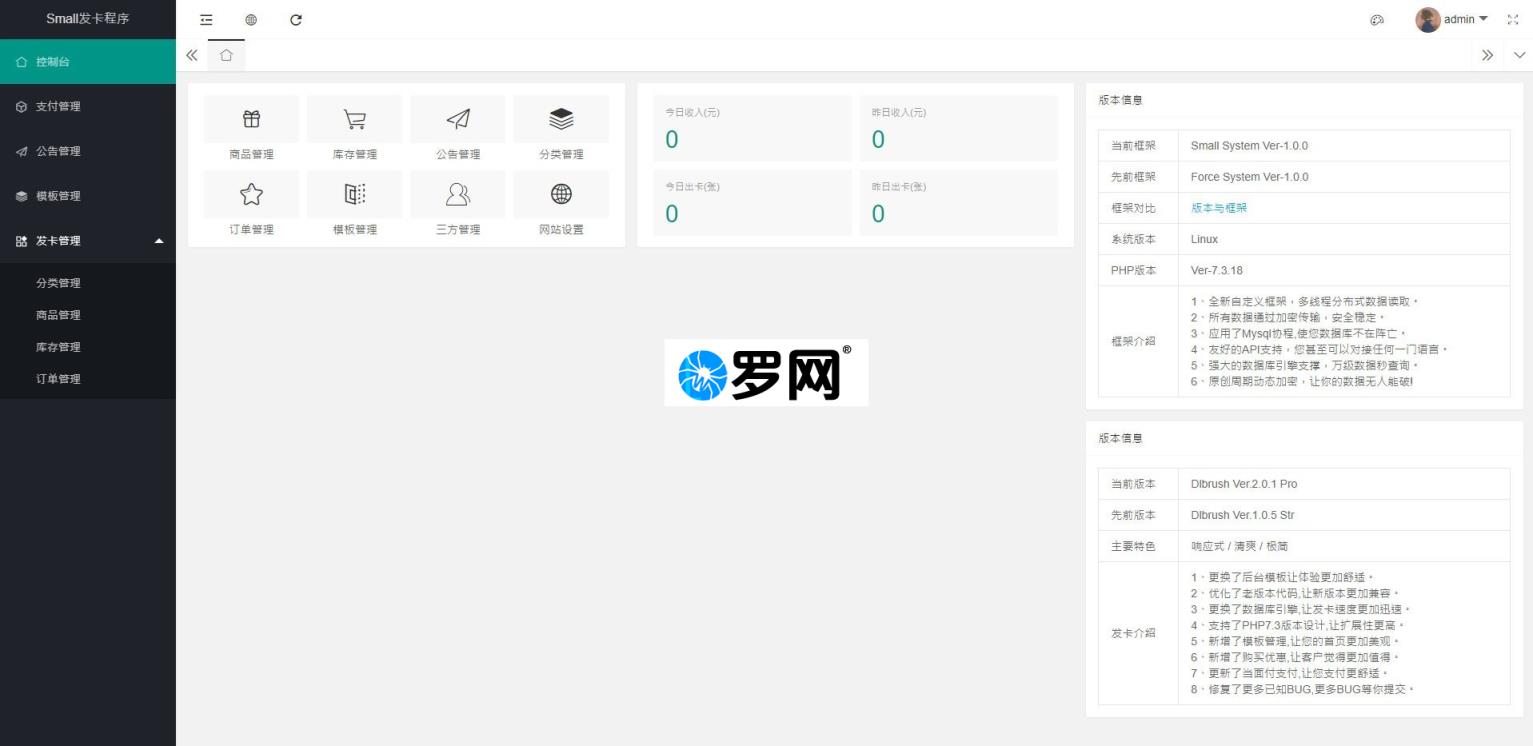 Small发卡程序
admin
控制台
支付管理
公告管理
模板管理
发卡管理
分类管理
商品管理
库存管理
订单管理
商品管理
库存管理
公告管理
分类管理
订单管理
模板管理
三方管理
网站设置
今日收入(元)
0
昨日收入(元)
0
今日出卡(张)
0
昨日出卡(张)
0
罗网®
版本信息
当前框架 Small System Ver-1.0.0
先前框架 Force System Ver-1.0.0
框架对比 版本与框架
系统版本 Linux
PHP版本 Ver-7.3.18
框架介绍
1、全新自定义框架，多线程分布式数据读取。
2、所有数据通过加密传输，安全稳定。
3、应用了Mysql协程,使您数据库不在阵亡。
4、友好的API支持，您甚至可以对接任何一门语言。
5、强大的数据库引擎支撑，万级数据秒查询。
6、原创周期动态加密，让你的数据无人能破!
版本信息
当前版本 Dlbrush Ver.2.0.1 Pro
先前版本 Dlbrush Ver.1.0.5 Str
主要特色 响应式 / 清爽 / 极简
发卡介绍
1、更换了后台模板让体验更加舒适。
2、优化了老版本代码,让新版本更加兼容。
3、更换了数据库引擎,让发卡速度更加迅速。
4、支持了PHP7.3版本设计,让扩展性更高。
5、新增了模板管理,让您的首页更加美观。
6、新增了购买优惠,让客户觉得更加值得。
7、更新了当面付支付,让您支付更舒适。
8、修复了更多已知BUG,更多BUG等你提交。